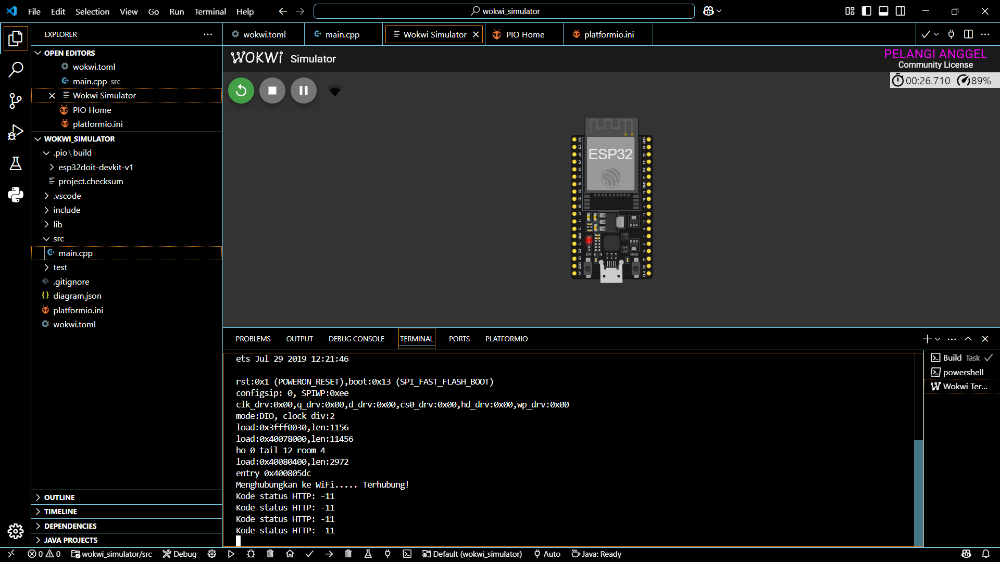 File Edit Selection View Go Run Terminal Help
wokwi_simulator
EXPLORER
OPEN EDITORS
wokwi.toml
main.cpp src
Wokwi Simulator
PIO Home
platformio.ini
WOKWI_SIMULATOR
.pio\build
esp32doit-devkit-v1
project.checksum
.vscode
include
lib
src
main.cpp
test
.gitignore
diagram.json
platformio.ini
wokwi.toml
OUTLINE
TIMELINE
DEPENDENCIES
JAVA PROJECTS
wokwi.toml main.cpp Wokwi Simulator PIO Home platformio.ini
WOKWi Simulator
PELANGI ANGGEL
Community License
00:26.710 89%
ESP32
EN Boot
PROBLEMS OUTPUT DEBUG CONSOLE TERMINAL PORTS PLATFORMIO
ets Jul 29 2019 12:21:46
rst:0x1 (POWERON_RESET),boot:0x13 (SPI_FAST_FLASH_BOOT)
configsip: 0, SPIWP:0xee
clk_drv:0x00,q_drv:0x00,d_drv:0x00,cs0_drv:0x00,hd_drv:0x00,wp_drv:0x00
mode:DIO, clock div:2
load:0x3fff0030,len:1156
load:0x40078000,len:11456
ho 0 tail 12 room 4
load:0x40080400,len:2972
entry 0x400805dc
Menghubungkan ke WiFi..... Terhubung!
Kode status HTTP: -11
Kode status HTTP: -11
Kode status HTTP: -11
Kode status HTTP: -11
Build Task
powershell
Wokwi Ter...
0 0 wokwi_simulator/src Debug Default (wokwi_simulator) Auto Java: Ready